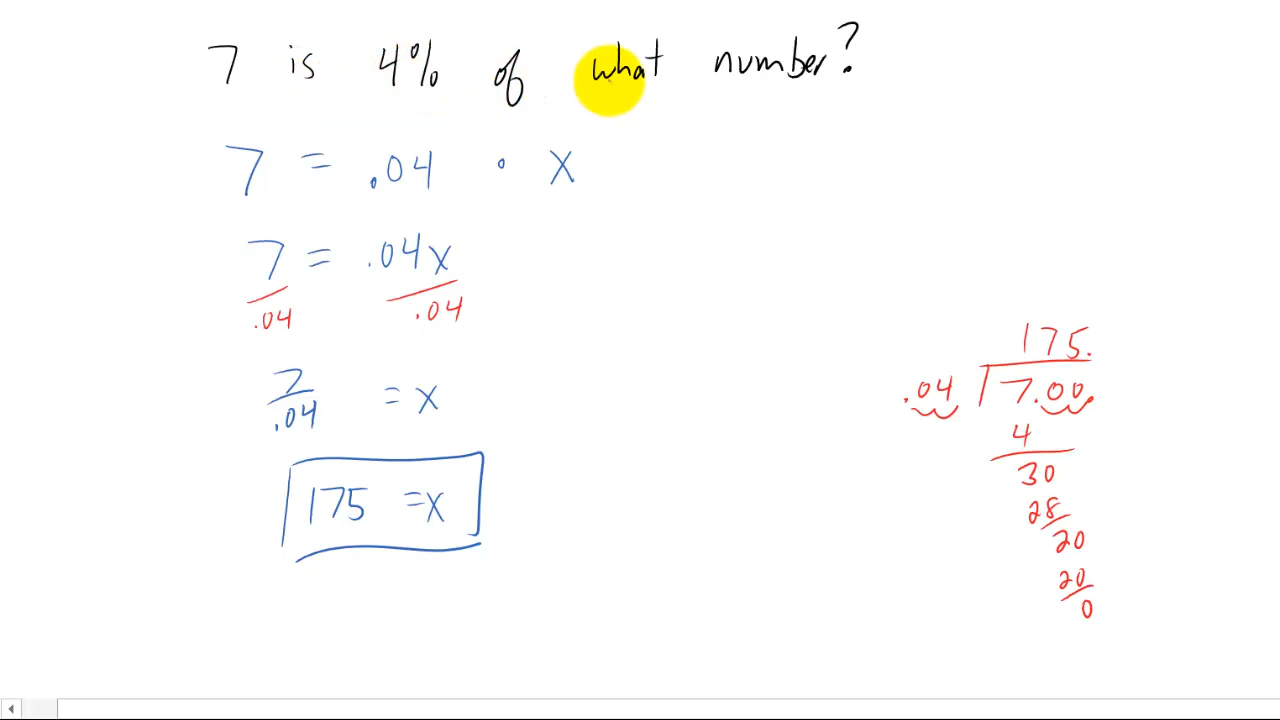 7 is 4% of what number?
7 = .04 · x
7 = .04x
.04 .04
7
.04 = x
175 = x
175.
.04 7.00.
4
30
28
20
20
0